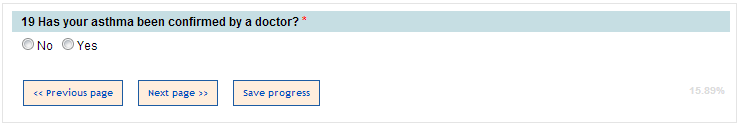 19 Has your asthma been confirmed by a doctor? *
No Yes
<< Previous page Next page >> Save progress 15.89%